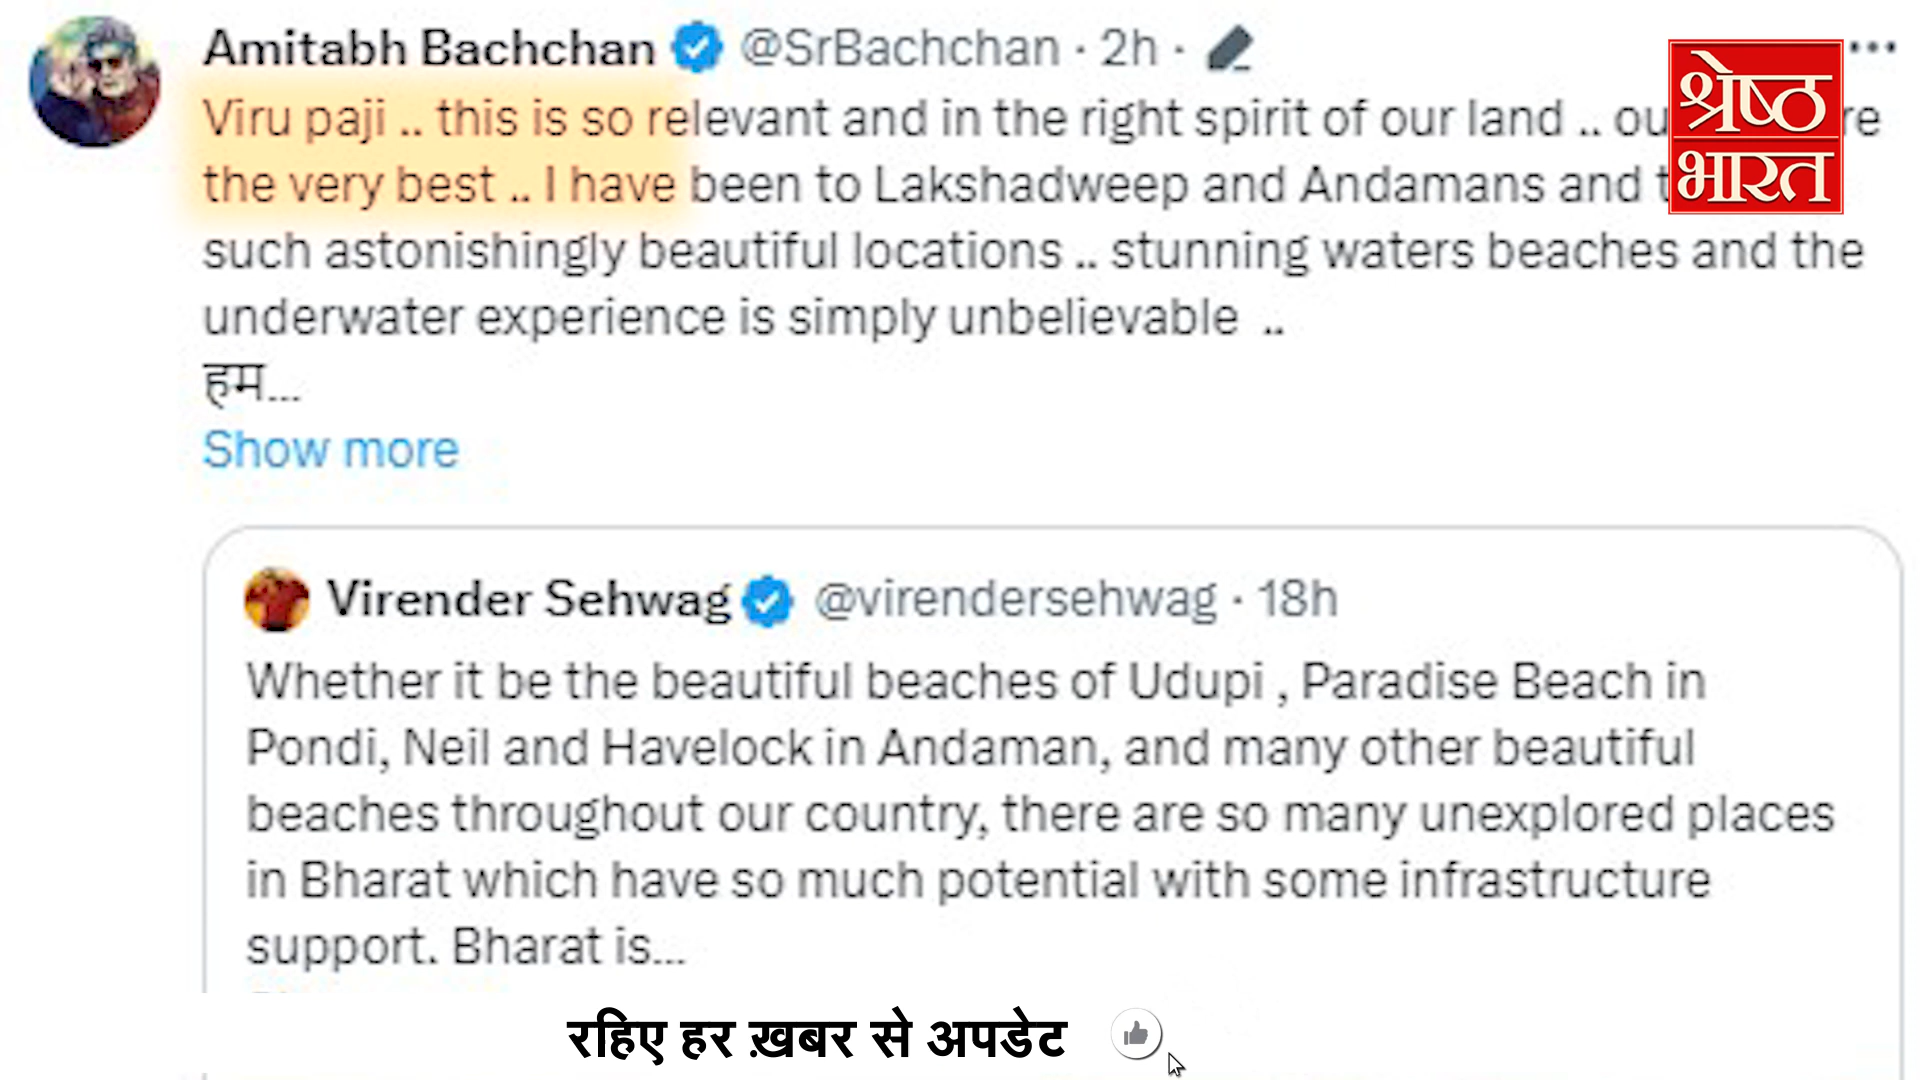 Amitabh Bachchan @SrBachchan · 2h ·
Viru paji .. this is so relevant and in the right spirit of our land .. ou re
the very best .. I have been to Lakshadweep and Andamans and t
such astonishingly beautiful locations .. stunning waters beaches and the
underwater experience is simply unbelievable ..
हम...
Show more
श्रेष्ठ
भारत
Virender Sehwag @virendersehwag · 18h
Whether it be the beautiful beaches of Udupi , Paradise Beach in
Pondi, Neil and Havelock in Andaman, and many other beautiful
beaches throughout our country, there are so many unexplored places
in Bharat which have so much potential with some infrastructure
support. Bharat is...
रहिए हर ख़बर से अपडेट